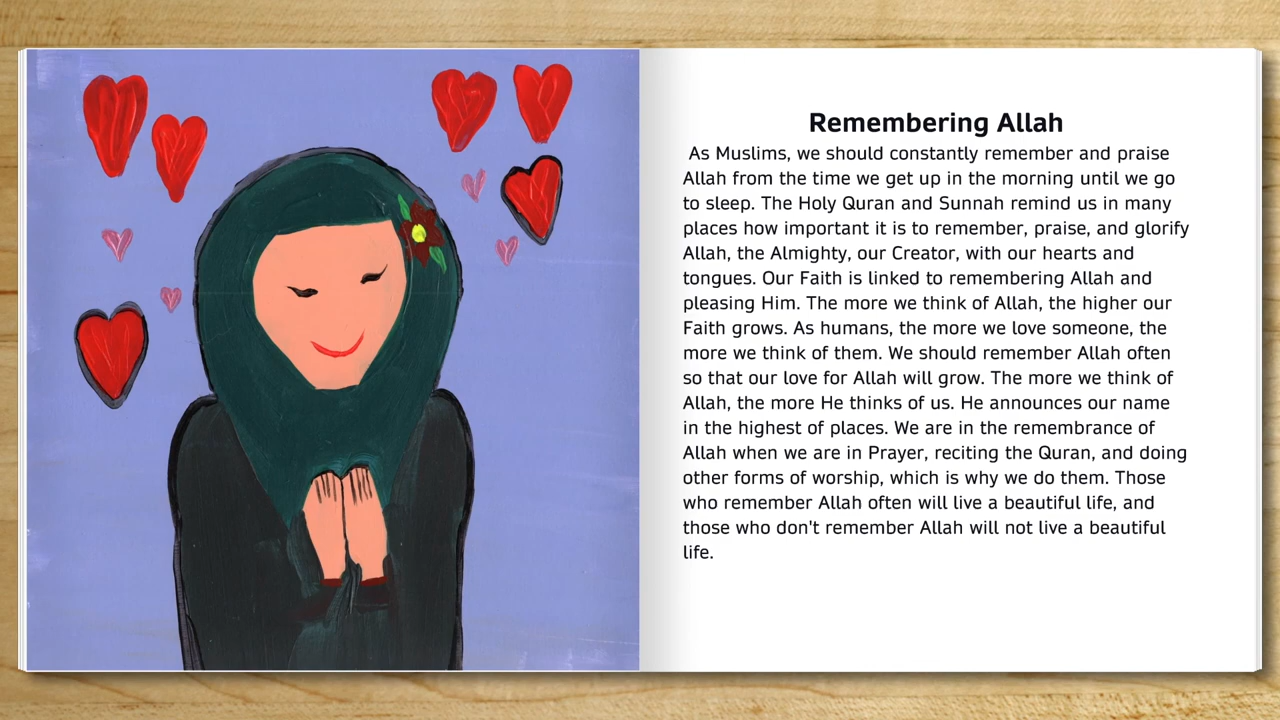 Remembering Allah
As Muslims, we should constantly remember and praise
Allah from the time we get up in the morning until we go
to sleep. The Holy Quran and Sunnah remind us in many
places how important it is to remember, praise, and glorify
Allah, the Almighty, our Creator, with our hearts and
tongues. Our Faith is linked to remembering Allah and
pleasing Him. The more we think of Allah, the higher our
Faith grows. As humans, the more we love someone, the
more we think of them. We should remember Allah often
so that our love for Allah will grow. The more we think of
Allah, the more He thinks of us. He announces our name
in the highest of places. We are in the remembrance of
Allah when we are in Prayer, reciting the Quran, and doing
other forms of worship, which is why we do them. Those
who remember Allah often will live a beautiful life, and
those who don't remember Allah will not live a beautiful
life.